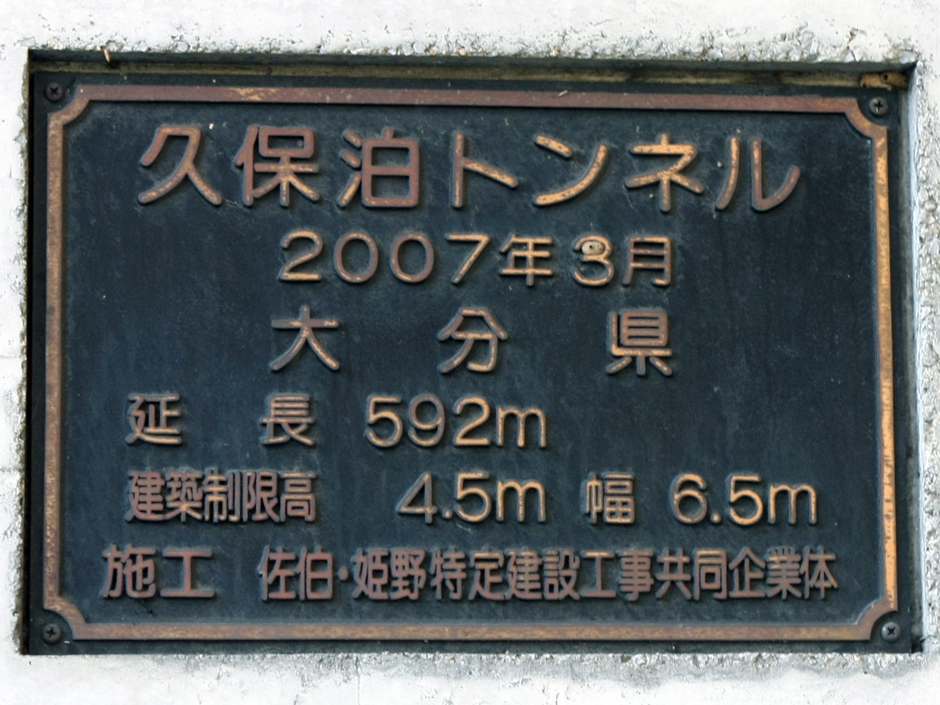 久保泊トンネル
2007年3月
大分県
延長 592m
建築制限高 4.5m 幅 6.5m
施工 佐伯・姫野特定建設工事共同企業体